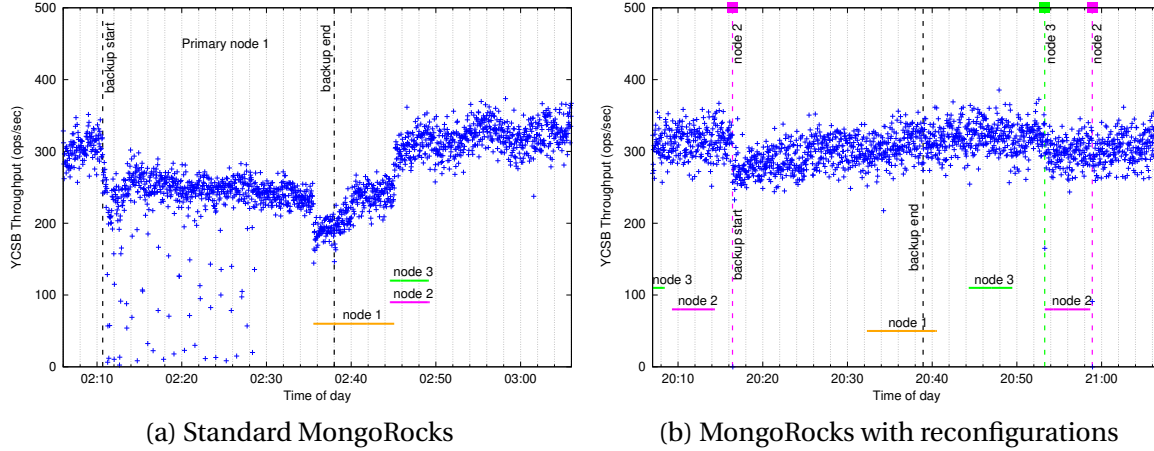 500
400
300
200
100
0
YCSB Throughput (ops/sec)
Primary node 1
backup start
backup end
node 3
node 2
node 1
02:10
02:20
02:30
02:40
02:50
03:00
Time of day
(a) Standard MongoRocks
500
400
300
200
100
0
YCSB Throughput (ops/sec)
node 2
node 3
node 2
backup start
backup end
node 3
node 2
node 1
node 3
node 2
20:10
20:20
20:30
20:40
20:50
21:00
Time of day
(b) MongoRocks with reconfigurations